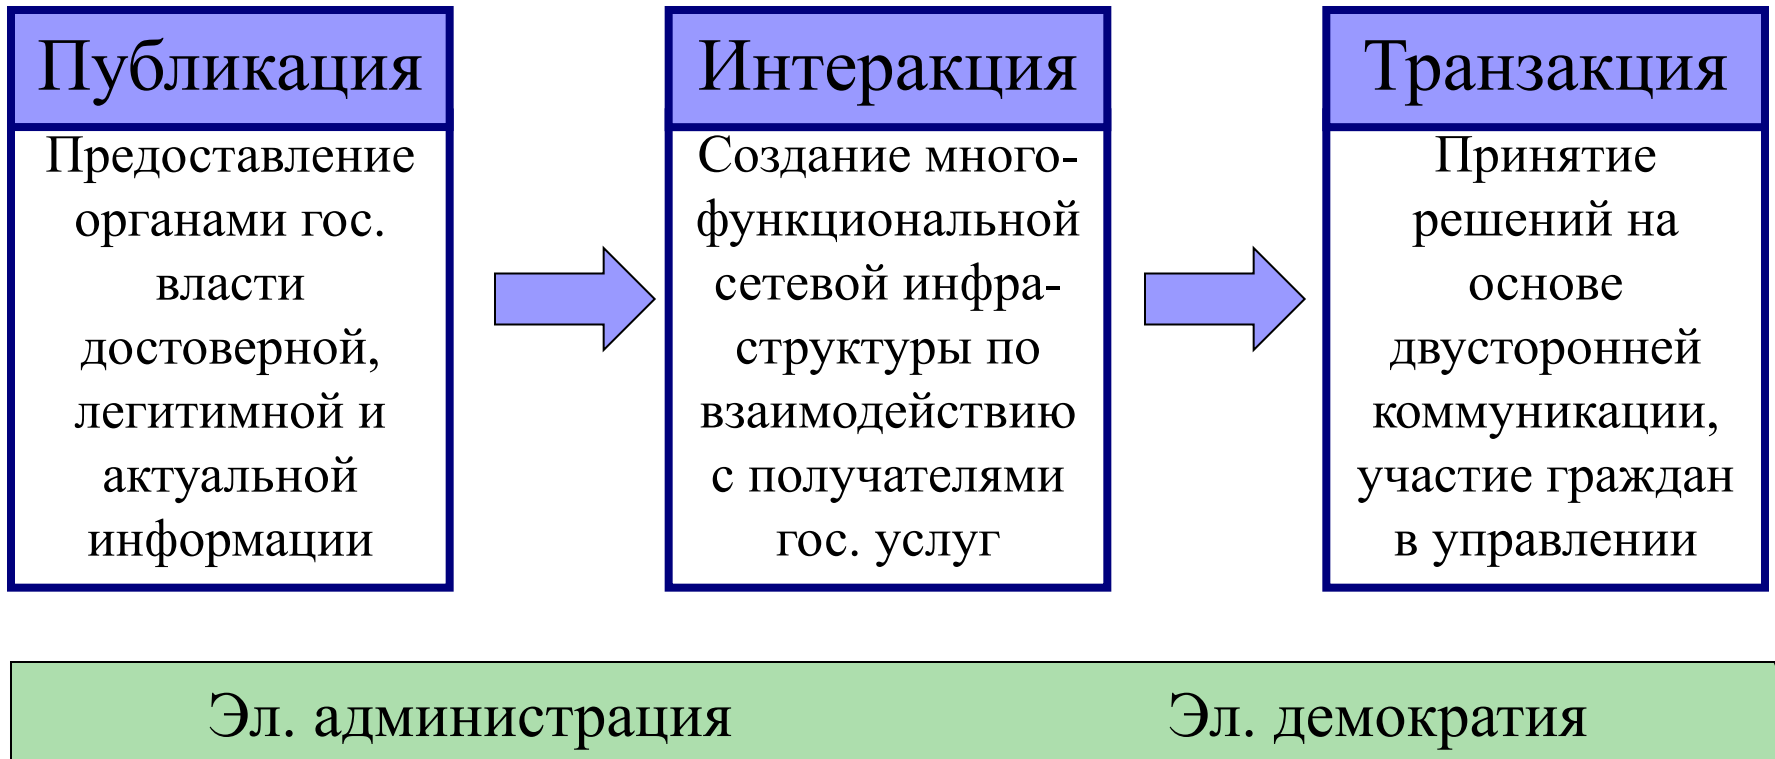 Публикация
Предоставление
органами гос.
власти
достоверной,
легитимной и
актуальной
информации
Интеракция
Создание много-
функциональной
сетевой инфра-
структуры по
взаимодействию
с получателями
гос. услуг
Транзакция
Принятие
решений на
основе
двусторонней
коммуникации,
участие граждан
в управлении
Эл. администрация
Эл. демократия